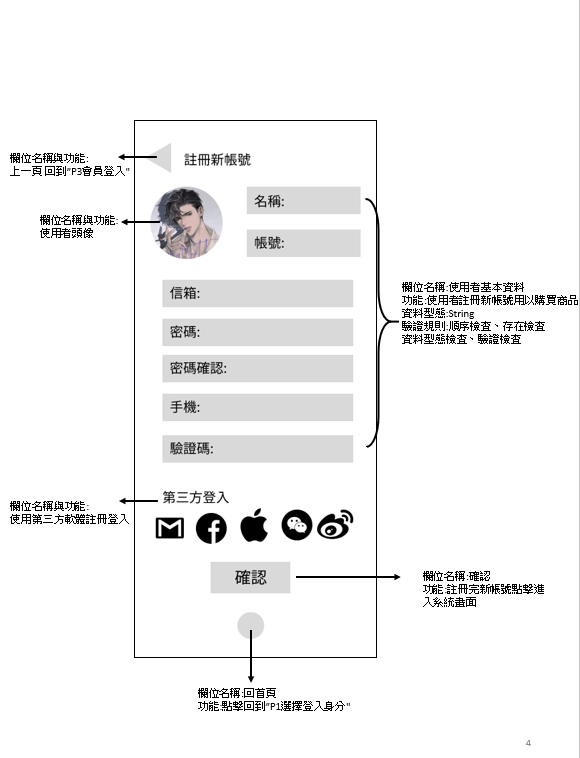 註冊新帳號
欄位名稱與功能:
上一頁 回到"P3會員登入"
名稱:
欄位名稱與功能:
使用者頭像
帳號:
信箱:
密碼:
密碼確認:
手機:
驗證碼:
欄位名稱:使用者基本資料
功能:使用者註冊新帳號用以購買商品
資料型態:String
驗證規則:順序檢查、存在檢查
資料型態檢查、驗證檢查
第三方登入
欄位名稱與功能:
使用第三方軟體註冊登入
確認
欄位名稱:確認
功能:註冊完新帳號點擊進
入系統畫面
欄位名稱:回首頁
功能:點擊回到"P1選擇登入身分"
4